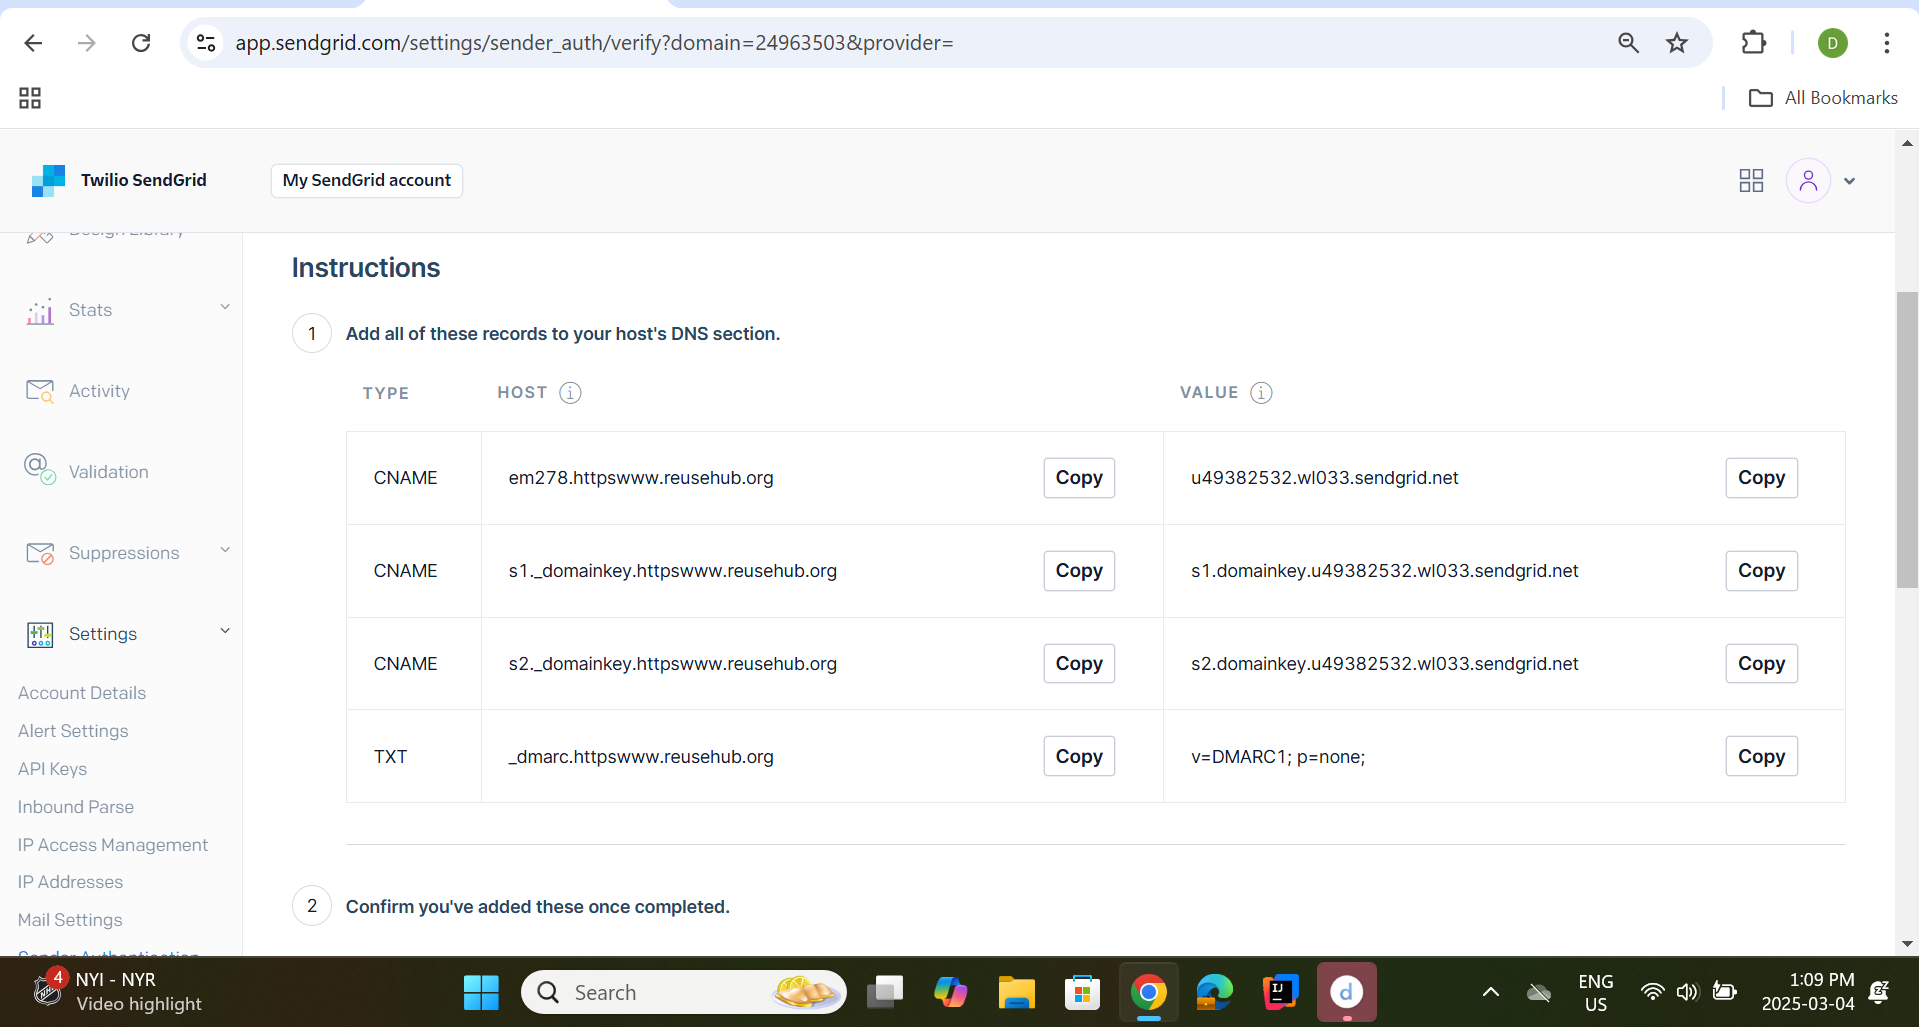 app.sendgrid.com/settings/sender_auth/verify?domain=24963503&provider=
D
All Bookmarks
Twilio SendGrid
My SendGrid account
Design Library
Stats
Activity
Validation
Suppressions
Settings
Account Details
Alert Settings
API Keys
Inbound Parse
IP Access Management
IP Addresses
Mail Settings
Sender Authentication
Instructions
1 Add all of these records to your host's DNS section.
TYPE HOST VALUE
CNAME em278.httpswww.reusehub.org Copy u49382532.wl033.sendgrid.net Copy
CNAME s1._domainkey.httpswww.reusehub.org Copy s1.domainkey.u49382532.wl033.sendgrid.net Copy
CNAME s2._domainkey.httpswww.reusehub.org Copy s2.domainkey.u49382532.wl033.sendgrid.net Copy
TXT _dmarc.httpswww.reusehub.org Copy v=DMARC1; p=none; Copy
2 Confirm you've added these once completed.
4 NYI - NYR
Video highlight
Search
IJ
d
ENG
US
1:09 PM
2025-03-04